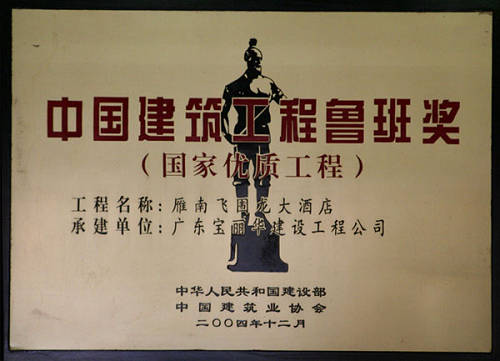 中国建筑工程鲁班奖
(国家优质工程)
工程名称:雁南飞围龙大酒店
承建单位:广东宝丽华建设工程公司
中华人民共和国建设部
中国建筑业协会
二〇〇四年十二月